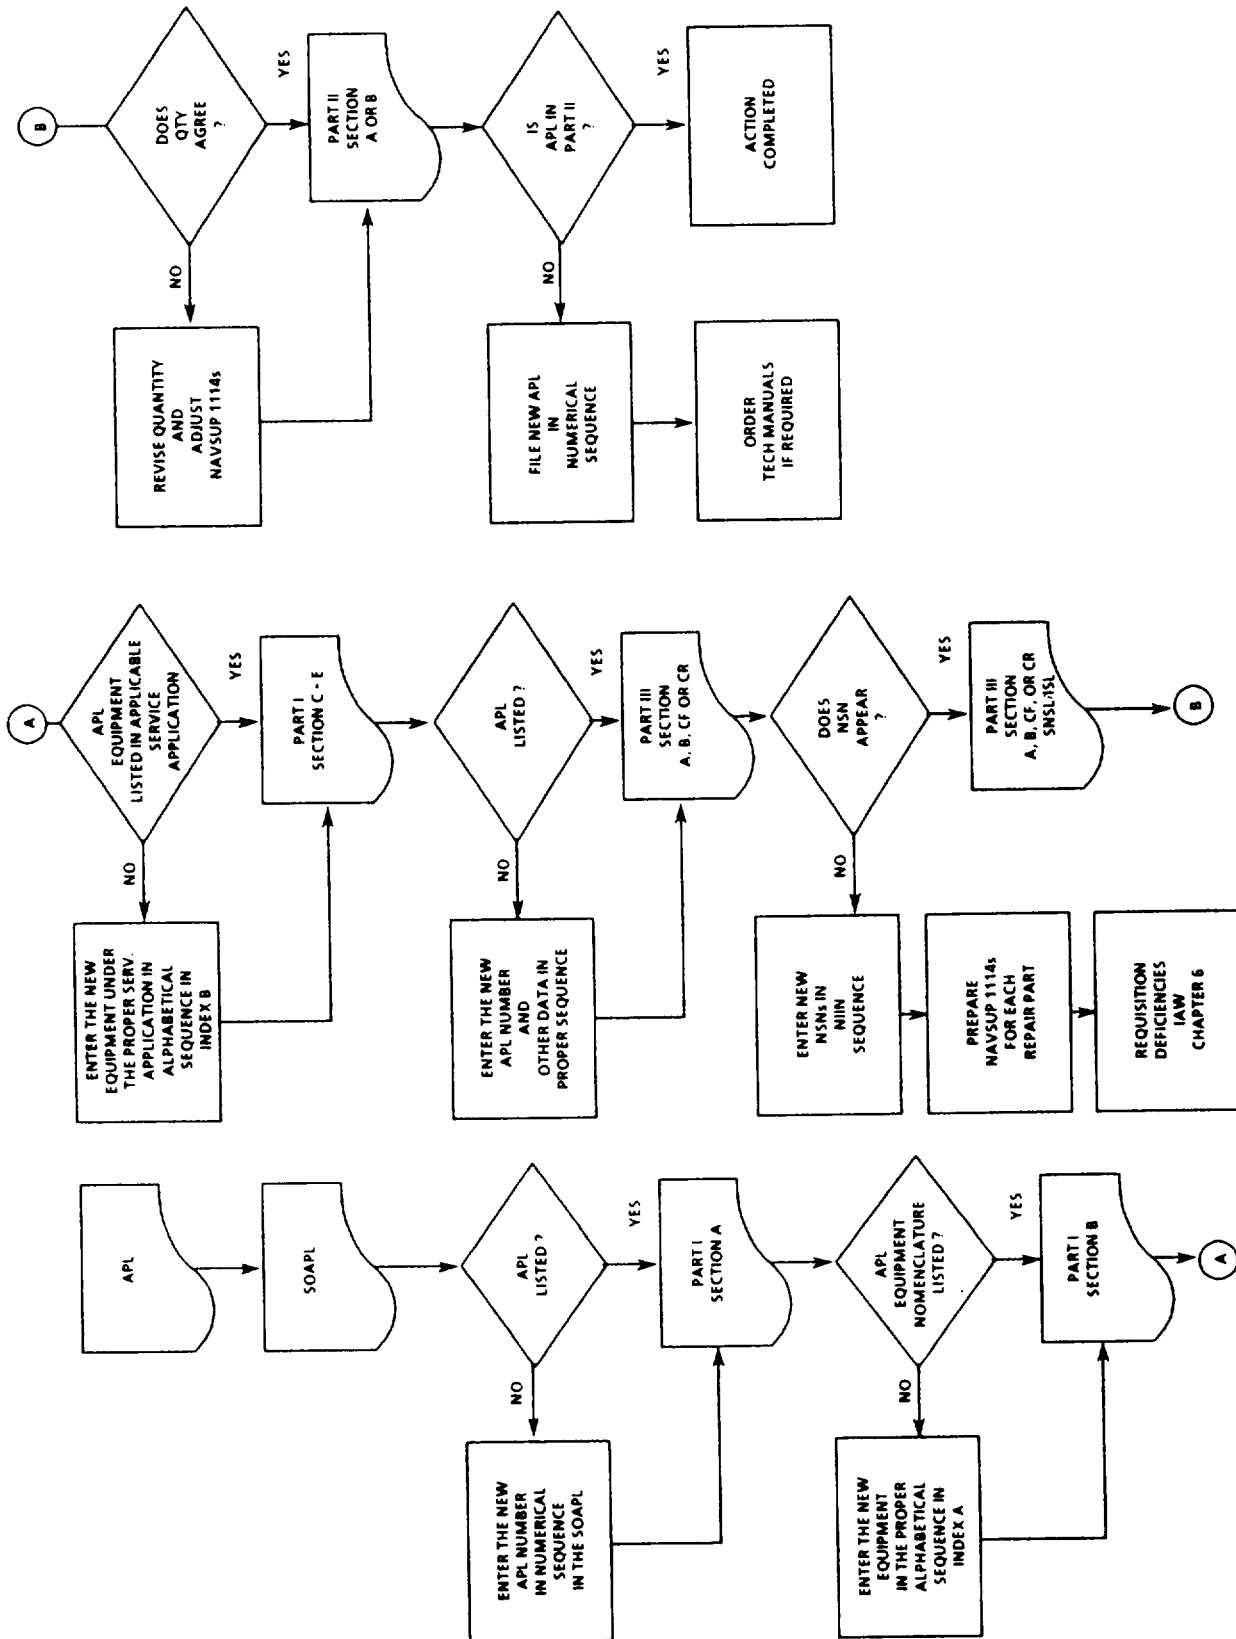 APL
SOAPL
APL
LISTED ?
NO
YES
ENTER THE NEW
APL NUMBER
IN NUMERICAL
SEQUENCE
IN THE SOAPL
PART I
SECTION A
APL
EQUIPMENT
NOMENCLATURE
LISTED ?
NO
YES
ENTER THE NEW
EQUIPMENT
IN THE PROPER
ALPHABETICAL
SEQUENCE IN
INDEX A
PART I
SECTION B
A
A
APL
EQUIPMENT
LISTED IN APPLICABLE
SERVICE
APPLICATION
NO
YES
ENTER THE NEW
EQUIPMENT UNDER
THE PROPER SERV.
APPLICATION IN
ALPHABETICAL
SEQUENCE IN
INDEX B
PART I
SECTION C - E
APL
LISTED ?
NO
YES
ENTER THE NEW
APL NUMBER
AND
OTHER DATA IN
PROPER SEQUENCE
PART III
SECTION
A, B, CF OR CR
DOES
NSN
APPEAR
?
NO
YES
ENTER NEW
NSNs IN
NIIN
SEQUENCE
PREPARE
NAVSUP 1114s
FOR EACH
REPAIR PART
REQUISITION
DEFICIENCIES
IAW
CHAPTER 6
PART III
SECTION
A, B, CF, OR CR
SNSL/ISL
B
B
DOES
QTY
AGREE
?
NO
YES
REVISE QUANTITY
AND
ADJUST
NAVSUP 1114s
PART II
SECTION
A OR B
IS
APL IN
PART II
?
NO
YES
FILE NEW APL
IN
NUMERICAL
SEQUENCE
ORDER
TECH MANUALS
IF REQUIRED
ACTION
COMPLETED